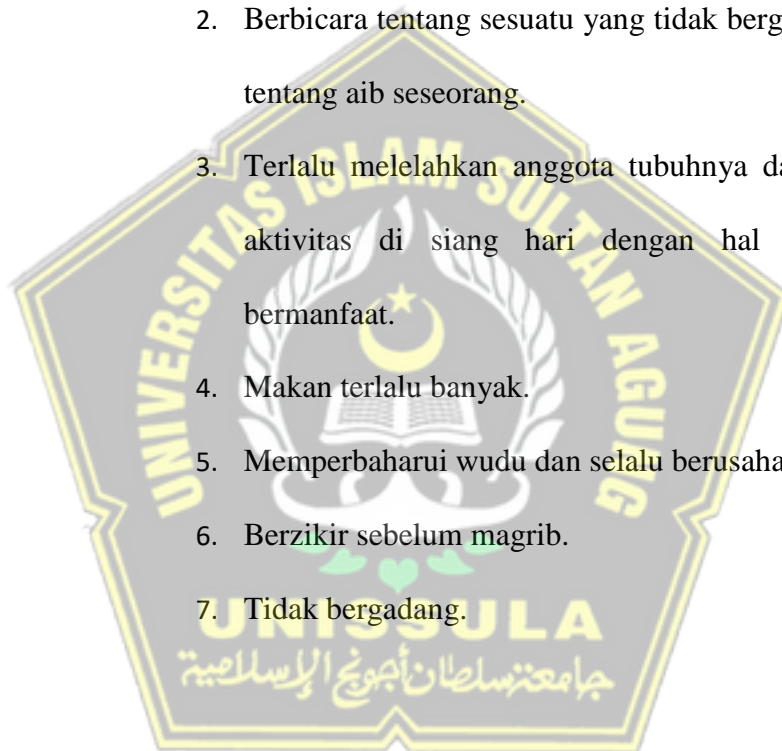 2. Berbicara tentang sesuatu yang tidak berg
tentang aib seseorang.
3. Terlalu melelahkan anggota tubuhnya da
aktivitas di siang hari dengan hal
bermanfaat.
4. Makan terlalu banyak.
5. Memperbaharui wudu dan selalu berusaha
6. Berzikir sebelum magrib.
7. Tidak bergadang.
UNIVERSITAS ISLAM SULTAN AGUNG
UNISSULA
جامعة سلطان أجونج الإسلامية